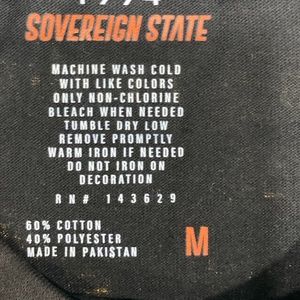 SOVEREIGN STATE
MACHINE WASH COLD
WITH LIKE COLORS
ONLY NON-CHLORINE
BLEACH WHEN NEEDED
TUMBLE DRY LOW
REMOVE PROMPTLY
WARM IRON IF NEEDED
DO NOT IRON ON
DECORATION
RN# 143629
60% COTTON
40% POLYESTER
MADE IN PAKISTAN
M